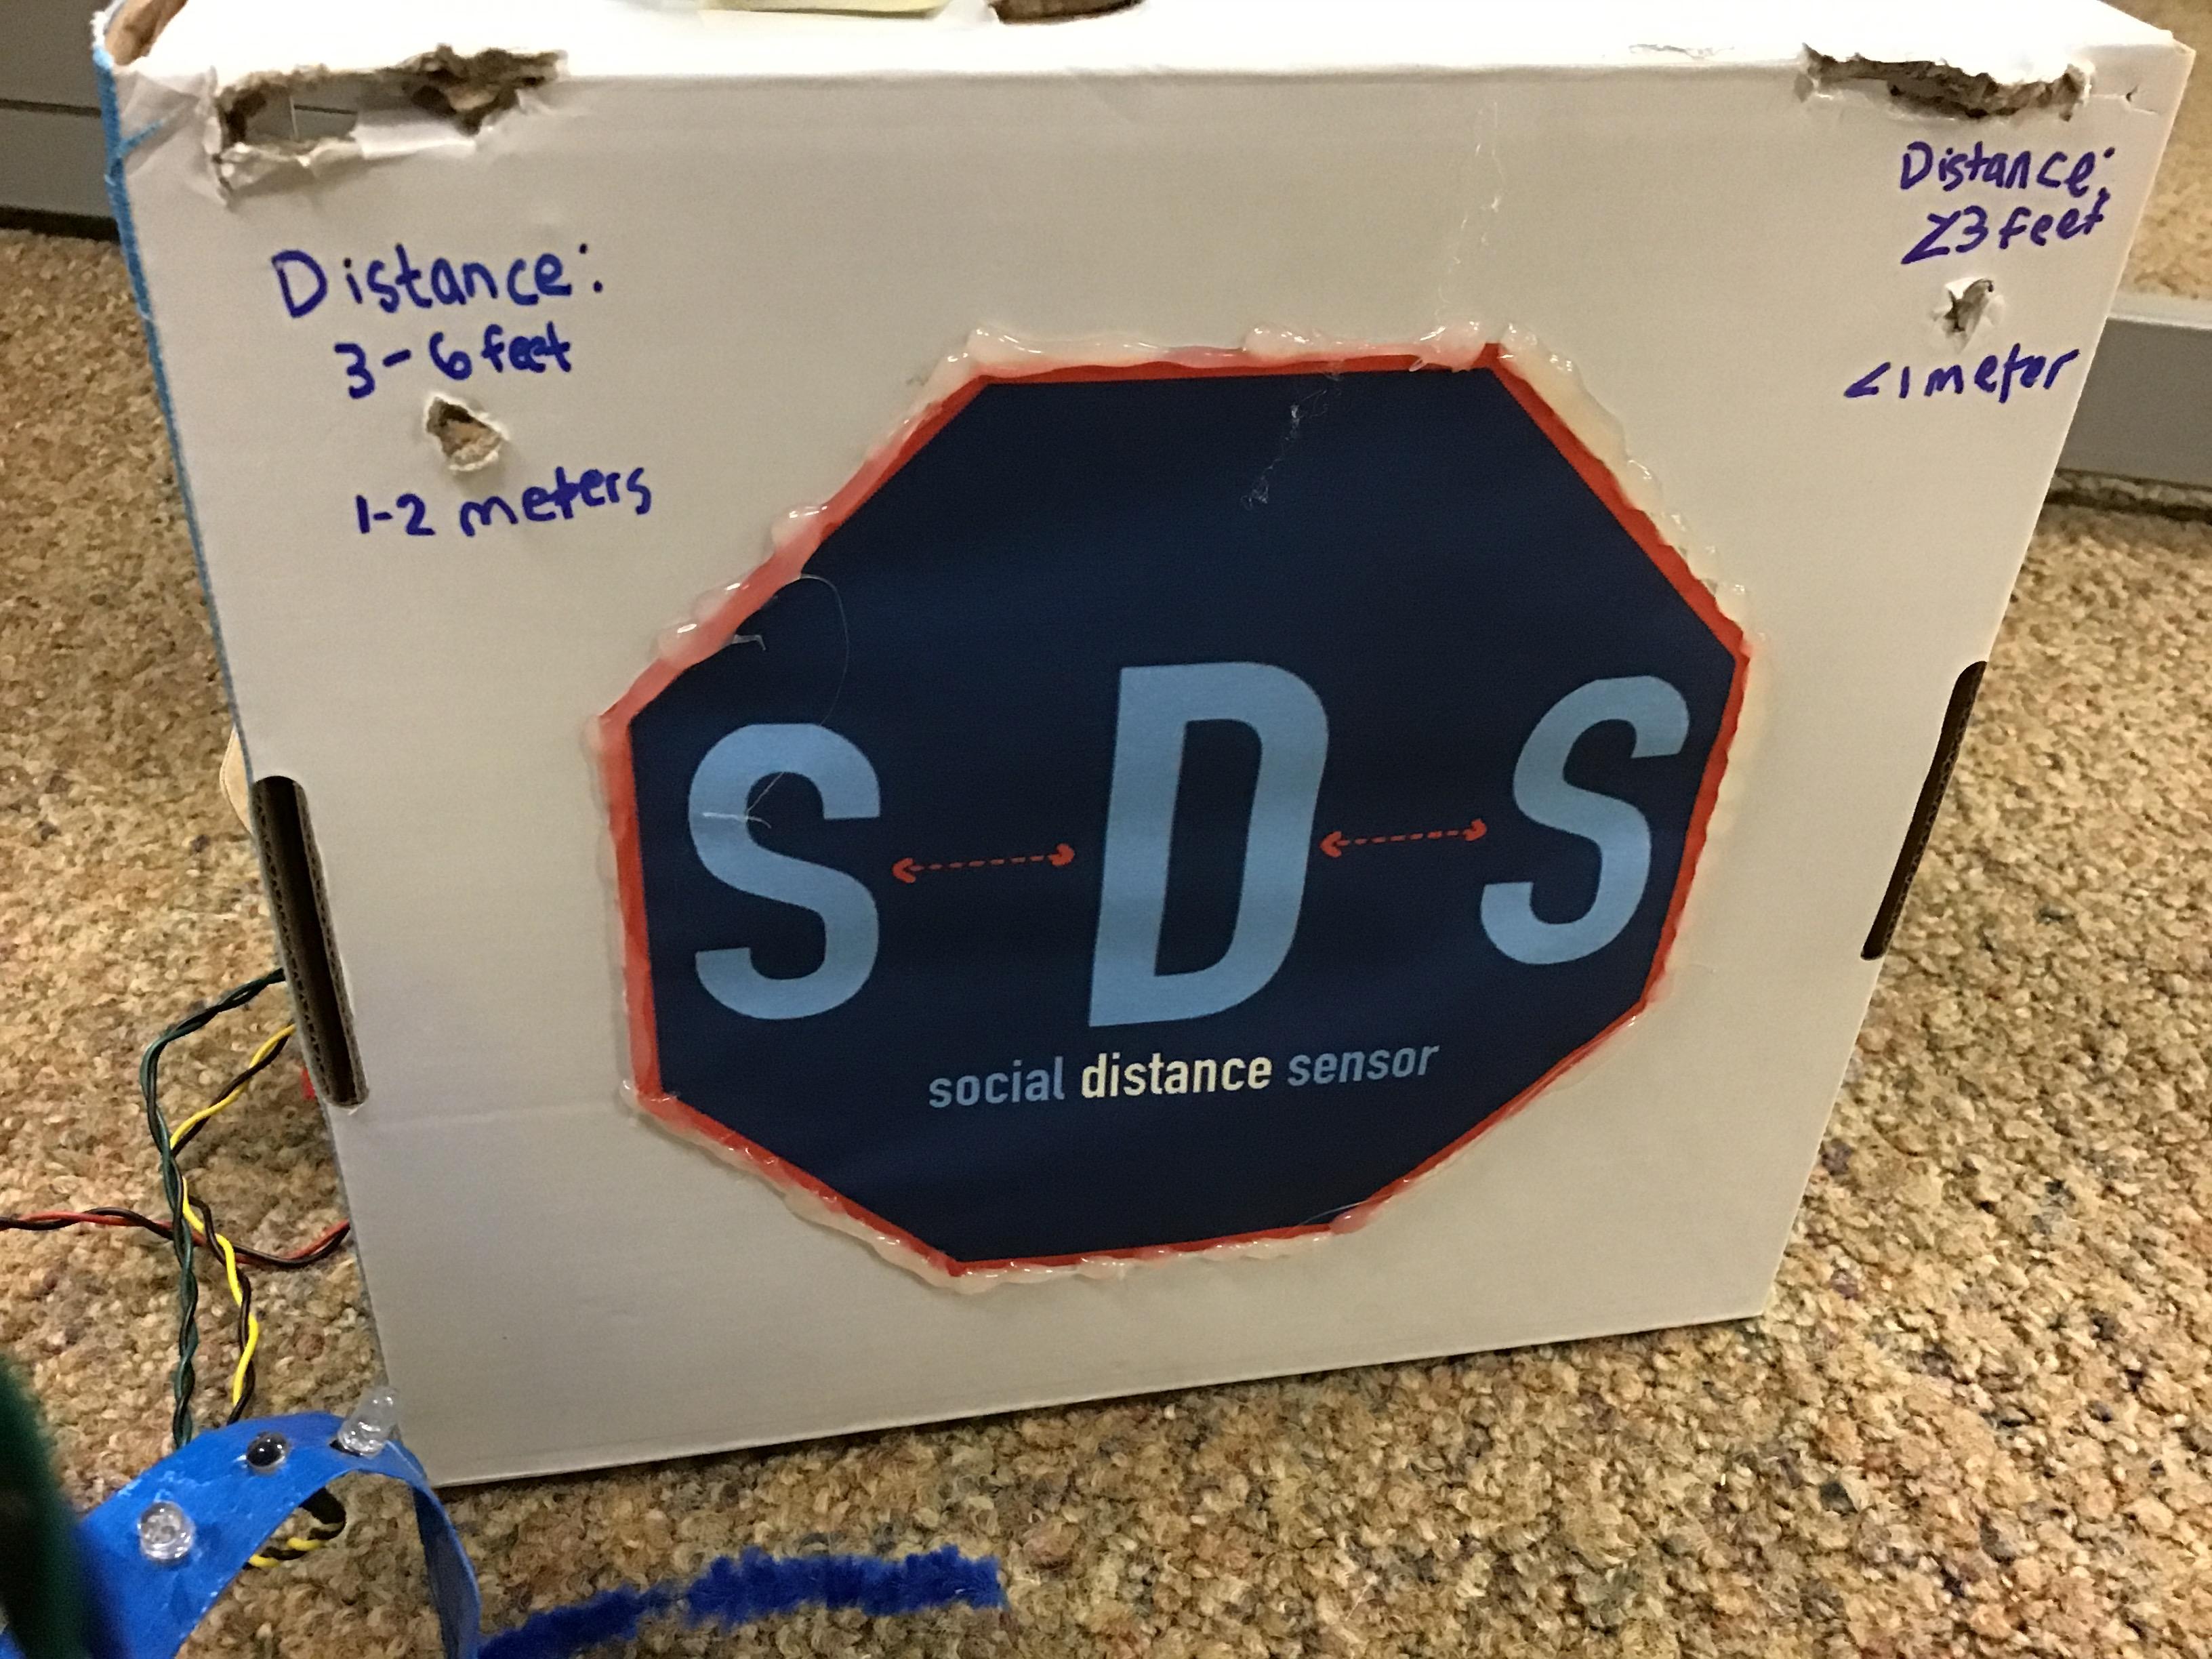 Distance:
3-6 feet
1-2 meters
Distance:
<3 feet
<1 meter
S D S
social distance sensor